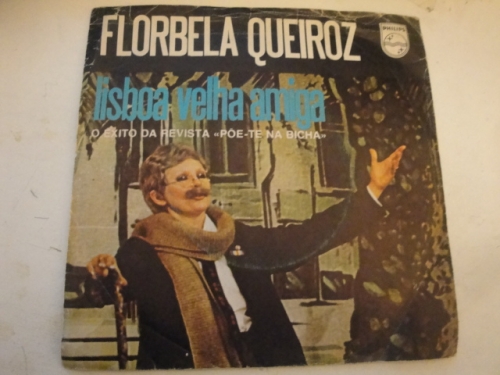 FLORBELA QUEIROZ
PHILIPS
lisboa velha amiga
O ÊXITO DA REVISTA «PÕE-TE NA BICHA»